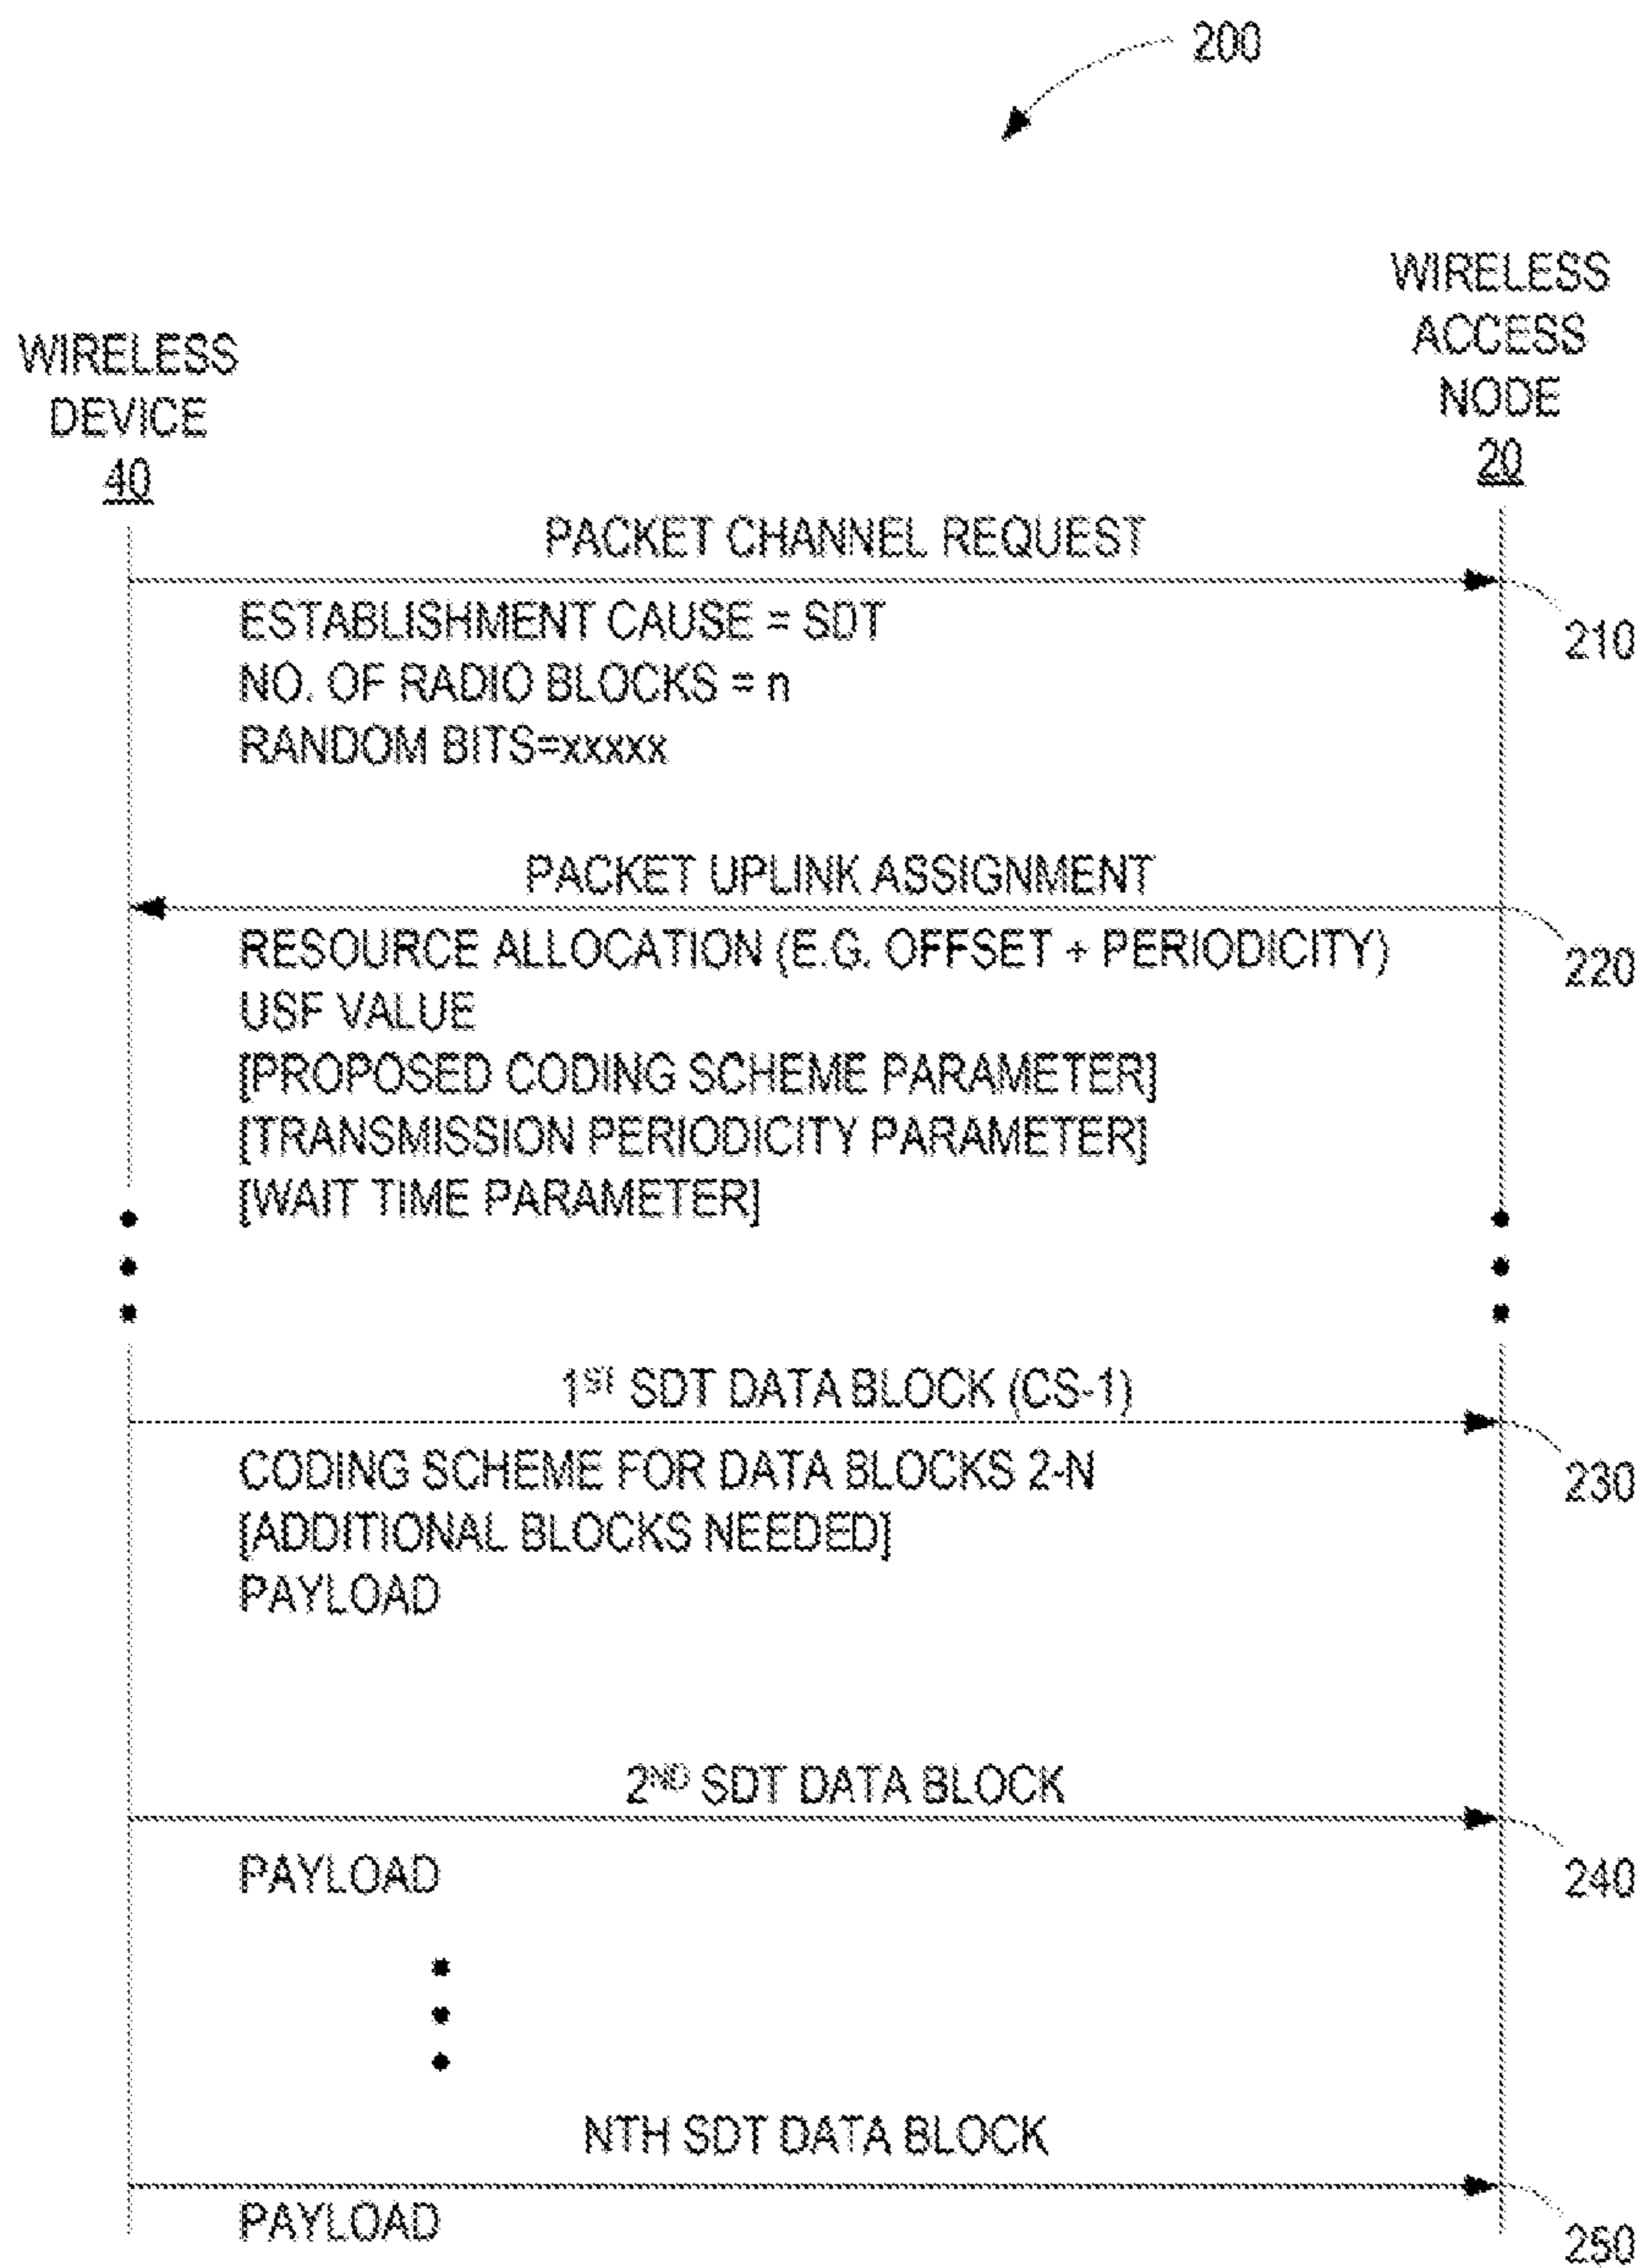 200
WIRELESS
DEVICE
40
WIRELESS
ACCESS
NODE
20
PACKET CHANNEL REQUEST
210
ESTABLISHMENT CAUSE = SDT
NO. OF RADIO BLOCKS = n
RANDOM BITS=xxxxx
PACKET UPLINK ASSIGNMENT
220
RESOURCE ALLOCATION (E.G. OFFSET + PERIODICITY)
USF VALUE
[PROPOSED CODING SCHEME PARAMETER]
[TRANSMISSION PERIODICITY PARAMETER]
[WAIT TIME PARAMETER]
1ST SDT DATA BLOCK (CS-1)
230
CODING SCHEME FOR DATA BLOCKS 2-N
[ADDITIONAL BLOCKS NEEDED]
PAYLOAD
2ND SDT DATA BLOCK
240
PAYLOAD
NTH SDT DATA BLOCK
250
PAYLOAD